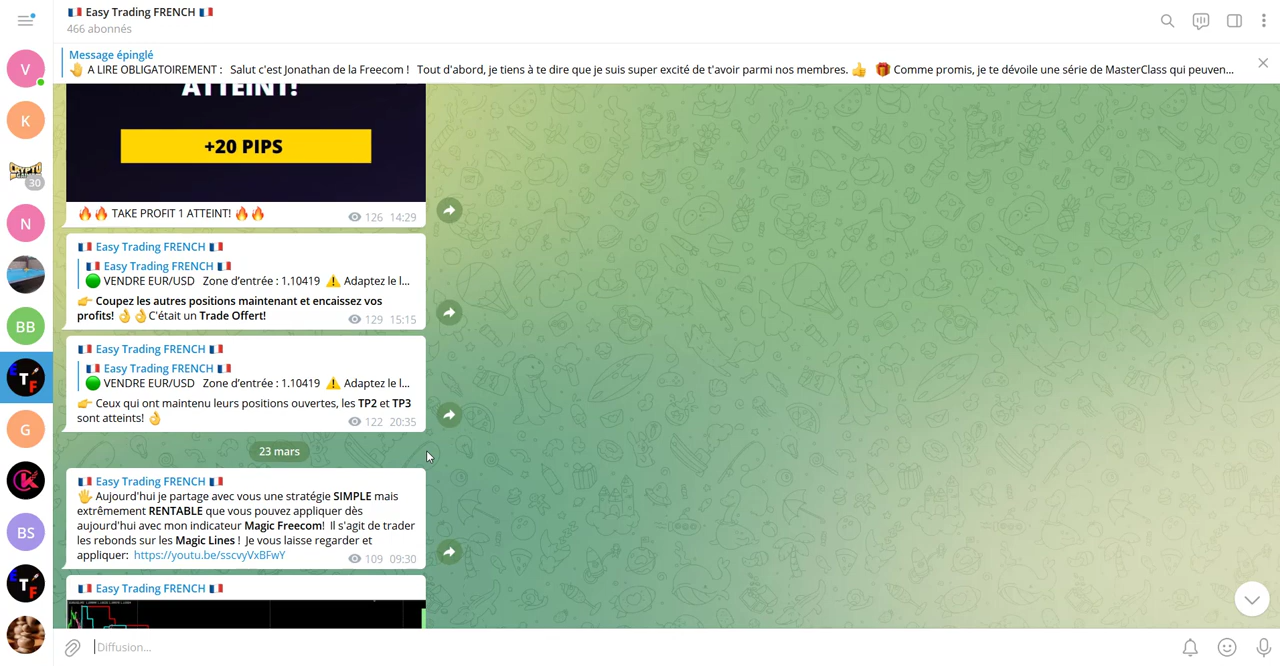 🇫🇷 Easy Trading FRENCH 🇫🇷
466 abonnés
Message épinglé
🤚 A LIRE OBLIGATOIREMENT : Salut c'est Jonathan de la Freecom ! Tout d'abord, je tiens à te dire que je suis super excité de t'avoir parmi nos membres. 👍 🎁 Comme promis, je te dévoile une série de MasterClass qui peuven...
V
K
CRYPTO
30
N
BB
ETF
G
K
BS
ETF
ATTEINT!
+20 PIPS
🔥🔥 TAKE PROFIT 1 ATTEINT! 🔥🔥
126 14:29
🇫🇷 Easy Trading FRENCH 🇫🇷
🇫🇷 Easy Trading FRENCH 🇫🇷
🟢 VENDRE EUR/USD Zone d'entrée : 1.10419 ⚠️ Adaptez le l...
👉 Coupez les autres positions maintenant et encaissez vos
profits! 👌👌C'était un Trade Offert!
129 15:15
🇫🇷 Easy Trading FRENCH 🇫🇷
🇫🇷 Easy Trading FRENCH 🇫🇷
🟢 VENDRE EUR/USD Zone d'entrée : 1.10419 ⚠️ Adaptez le l...
👉 Ceux qui ont maintenu leurs positions ouvertes, les TP2 et TP3
sont atteints! 👌
122 20:35
23 mars
🇫🇷 Easy Trading FRENCH 🇫🇷
🖐 Aujourd'hui je partage avec vous une stratégie SIMPLE mais
extrêmement RENTABLE que vous pouvez appliquer dès
aujourd'hui avec mon indicateur Magic Freecom! Il s'agit de trader
les rebonds sur les Magic Lines ! Je vous laisse regarder et
appliquer: https://youtu.be/sscvyVxBFwY
109 09:30
🇫🇷 Easy Trading FRENCH 🇫🇷
Diffusion...